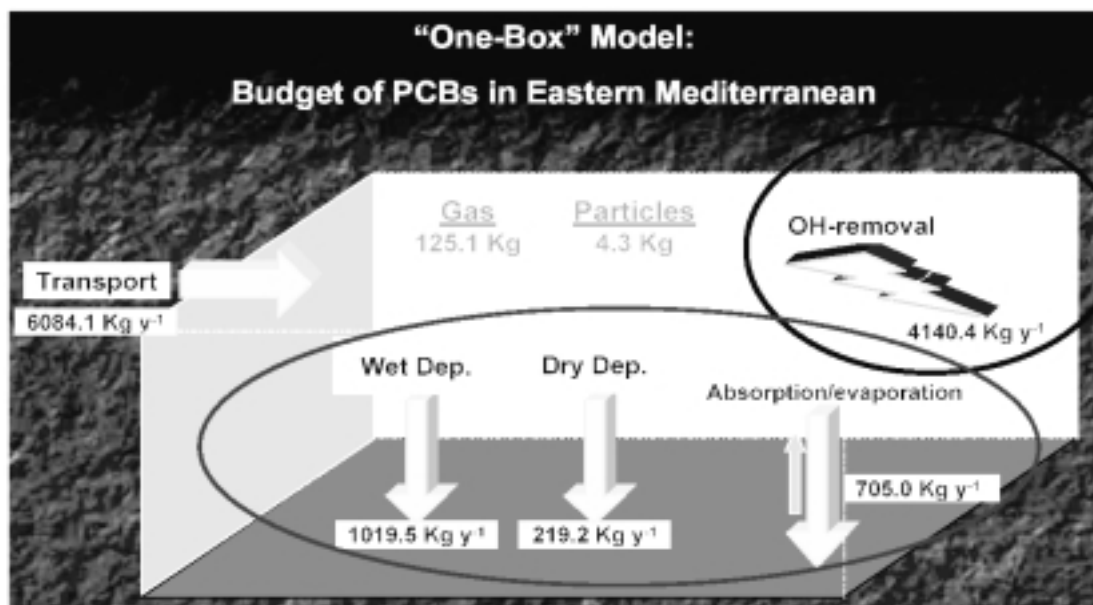 “One-Box” Model:
Budget of PCBs in Eastern Mediterranean
Gas
125.1 Kg
Particles
4.3 Kg
OH-removal
4140.4 Kg y⁻¹
Transport
6084.1 Kg y⁻¹
Wet Dep.
Dry Dep.
Absorption/evaporation
1019.5 Kg y⁻¹
219.2 Kg y⁻¹
705.0 Kg y⁻¹